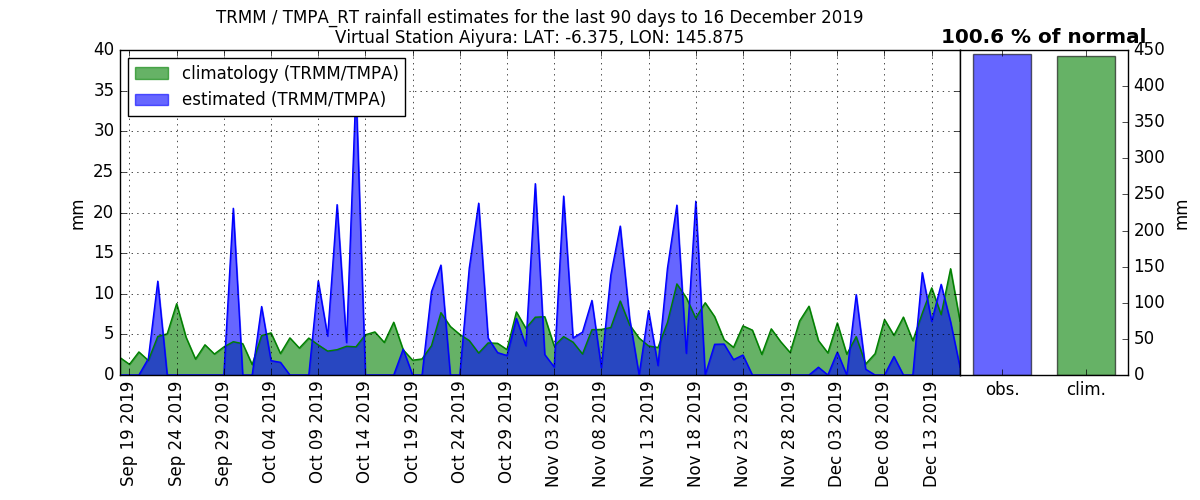 TRMM / TMPA_RT rainfall estimates for the last 90 days to 16 December 2019
Virtual Station Aiyura: LAT: -6.375, LON: 145.875
100.6 % of normal
climatology (TRMM/TMPA)
estimated (TRMM/TMPA)
mm
40
35
30
25
20
15
10
5
0
450
400
350
300
250
200
150
100
50
0
mm
Sep 19 2019
Sep 24 2019
Sep 29 2019
Oct 04 2019
Oct 09 2019
Oct 14 2019
Oct 19 2019
Oct 24 2019
Oct 29 2019
Nov 03 2019
Nov 08 2019
Nov 13 2019
Nov 18 2019
Nov 23 2019
Nov 28 2019
Dec 03 2019
Dec 08 2019
Dec 13 2019
obs.
clim.